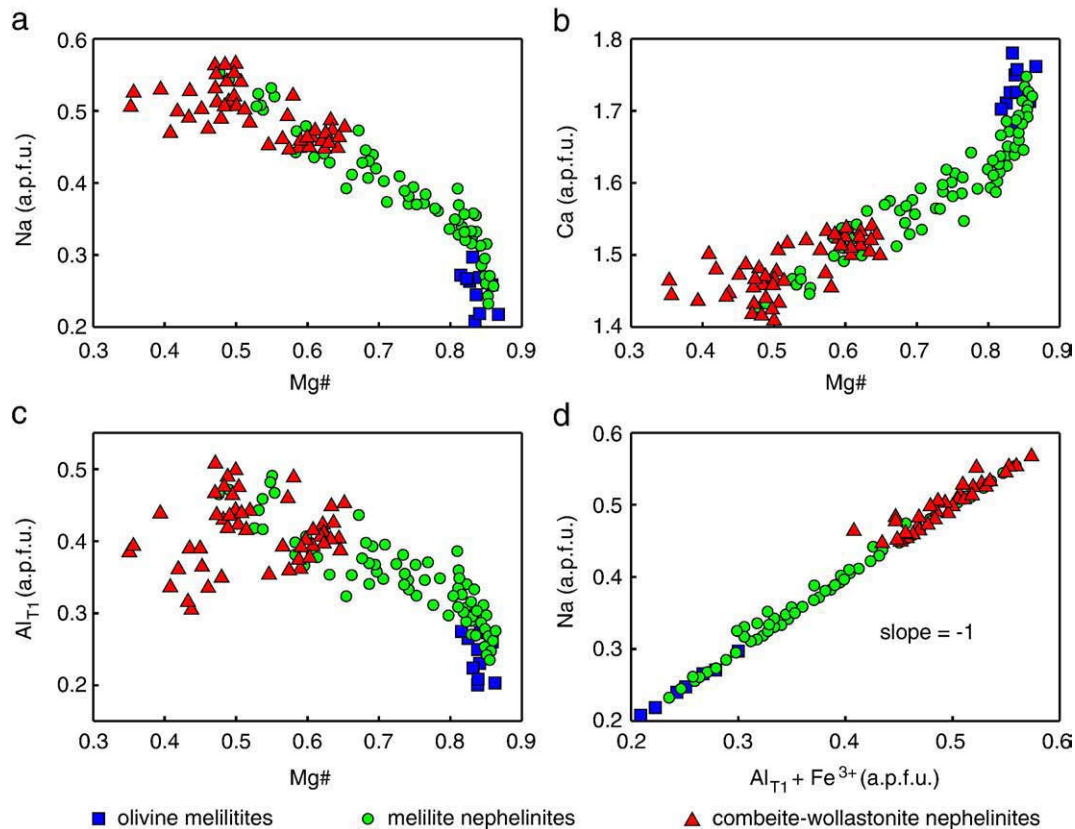 a
0.6
0.5
0.4
0.3
0.2
Na (a.p.f.u.)
0.3 0.4 0.5 0.6 0.7 0.8 0.9
Mg#
b
1.8
1.7
1.6
1.5
1.4
Ca (a.p.f.u.)
0.3 0.4 0.5 0.6 0.7 0.8 0.9
Mg#
c
0.5
0.4
0.3
0.2
Al_T1 (a.p.f.u.)
0.3 0.4 0.5 0.6 0.7 0.8 0.9
Mg#
d
0.6
0.5
0.4
0.3
0.2
Na (a.p.f.u.)
slope = -1
0.2 0.3 0.4 0.5 0.6
Al_T1 + Fe³⁺ (a.p.f.u.)
olivine melilitites melilite nephelinites combeite-wollastonite nephelinites